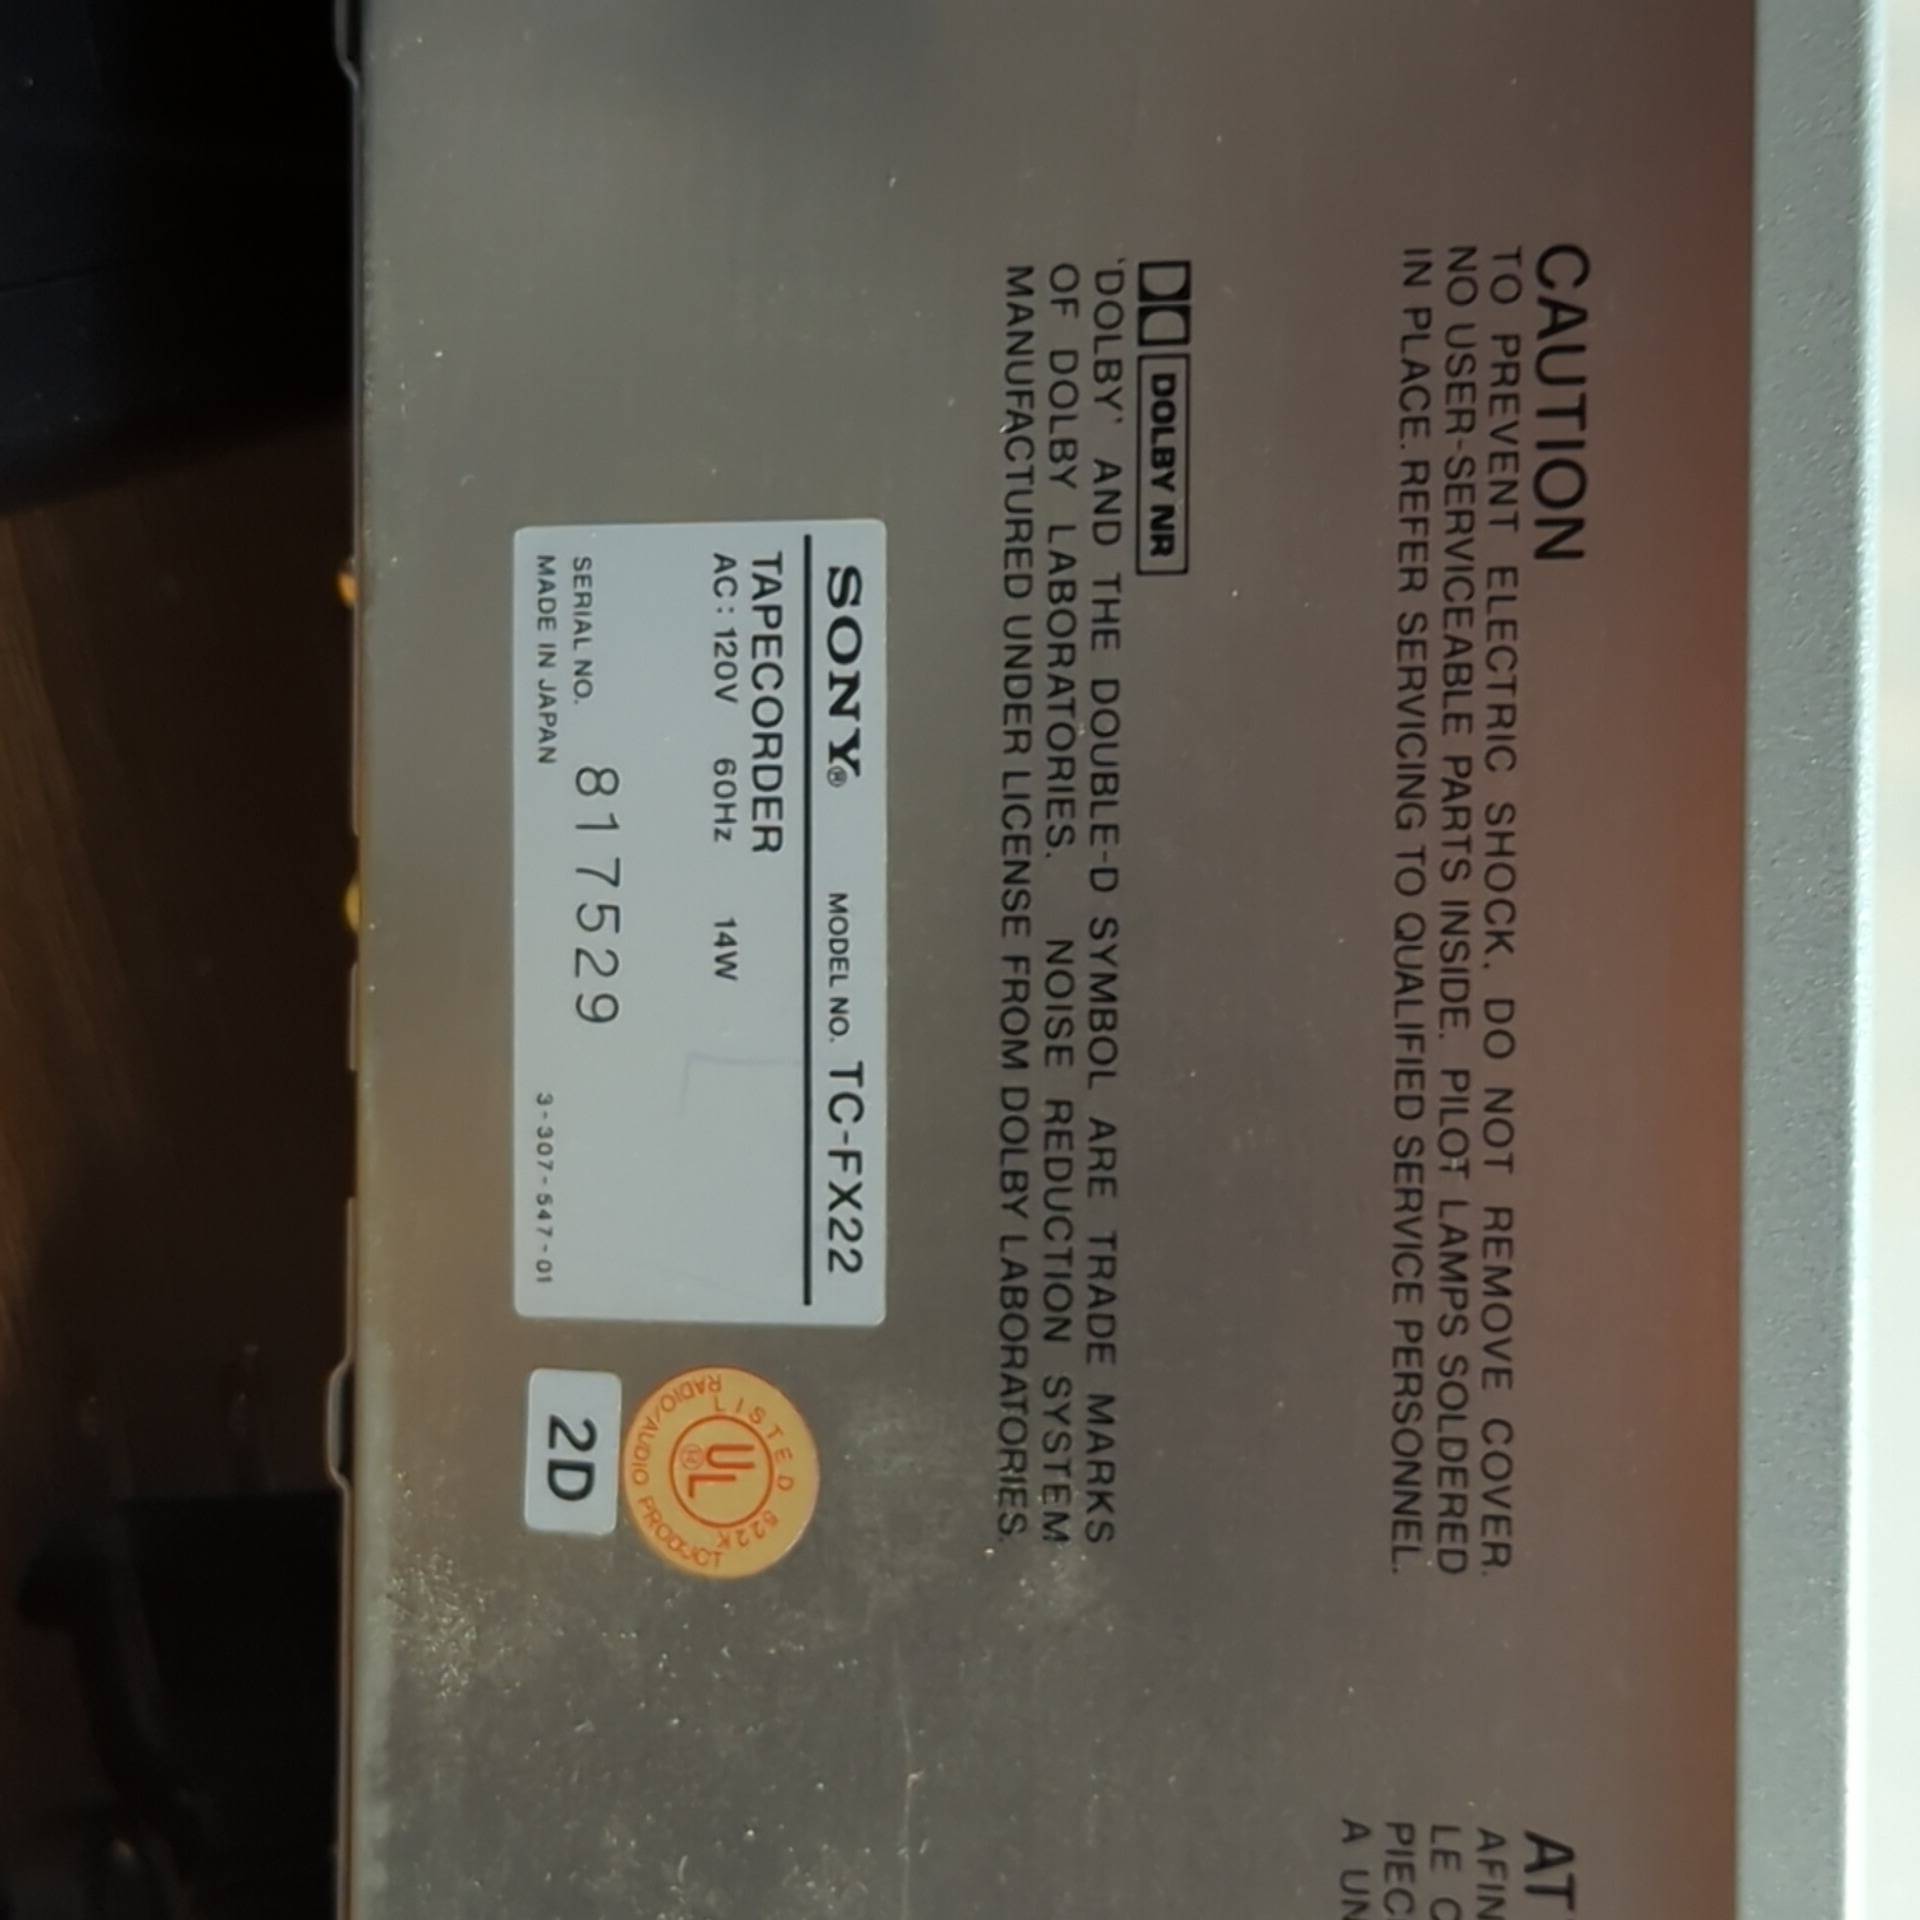 CAUTION
TO PREVENT ELECTRIC SHOCK, DO NOT REMOVE COVER.
NO USER-SERVICEABLE PARTS INSIDE. PILOT LAMPS SOLDERED
IN PLACE. REFER SERVICING TO QUALIFIED SERVICE PERSONNEL.
AT
AFIN
LE C
PIEC
A UN
DOLBY NR
'DOLBY' AND THE DOUBLE-D SYMBOL ARE TRADE MARKS
OF DOLBY LABORATORIES. NOISE REDUCTION SYSTEM
MANUFACTURED UNDER LICENSE FROM DOLBY LABORATORIES.
SONY® MODEL NO. TC-FX22
TAPECORDER
AC: 120V 60Hz 14W
SERIAL NO. 817529
MADE IN JAPAN 3-307-547-01
LISTED 522K
UL®
RADIO/AUDIO PRODUCT
2D